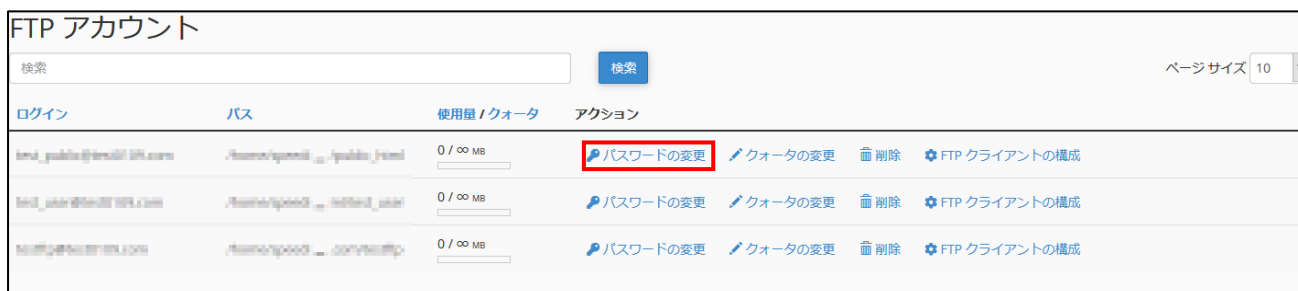 FTP アカウント
検索 検索 ページ サイズ 10
ログイン パス 使用量 / クォータ アクション
0 / ∞ MB パスワードの変更 クォータの変更 削除 FTP クライアントの構成
0 / ∞ MB パスワードの変更 クォータの変更 削除 FTP クライアントの構成
0 / ∞ MB パスワードの変更 クォータの変更 削除 FTP クライアントの構成